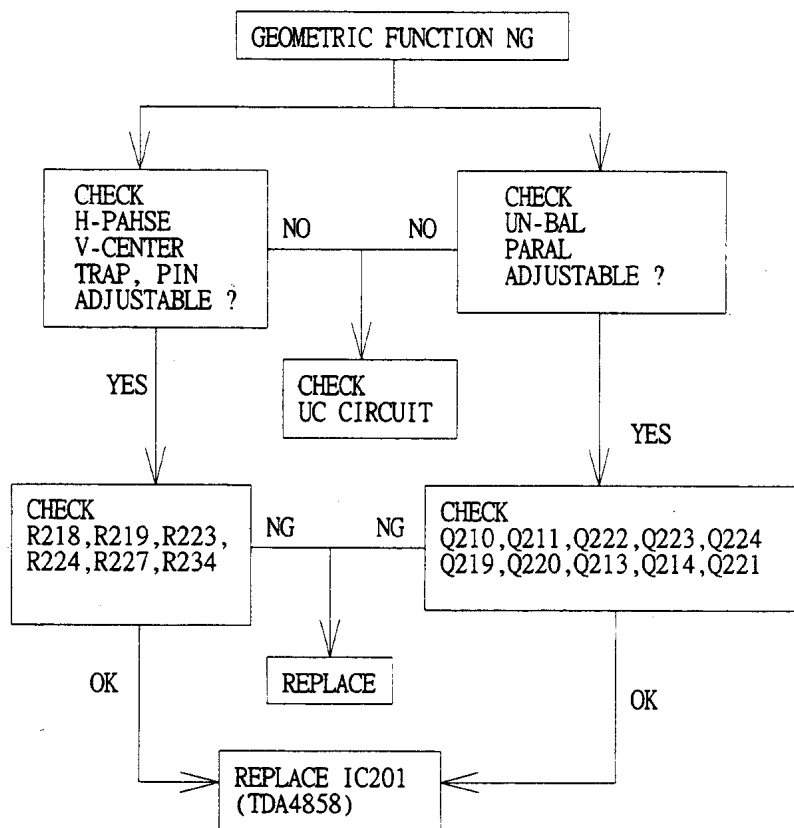 GEOMETRIC FUNCTION NG
CHECK
H-PAHSE
V-CENTER
TRAP, PIN
ADJUSTABLE ?
NO
NO
CHECK
UN-BAL
PARAL
ADJUSTABLE ?
CHECK
UC CIRCUIT
YES
YES
CHECK
R218,R219,R223,
R224,R227,R234
NG
NG
CHECK
Q210,Q211,Q222,Q223,Q224
Q219,Q220,Q213,Q214,Q221
REPLACE
OK
OK
REPLACE IC201
(TDA4858)